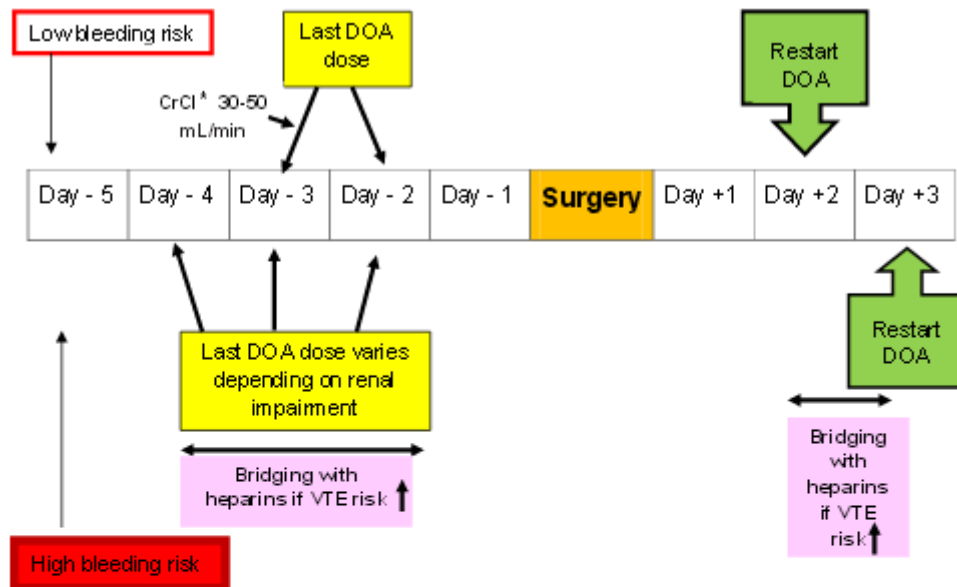 Low bleeding risk
Last DOA
dose
Restart
DOA
CrCl* 30-50
mL/min
Day - 5
Day - 4
Day - 3
Day - 2
Day - 1
Surgery
Day +1
Day +2
Day +3
Last DOA dose varies
depending on renal
impairment
Restart
DOA
Bridging with
heparins if VTE risk
Bridging
with
heparins
if VTE
risk
High bleeding risk